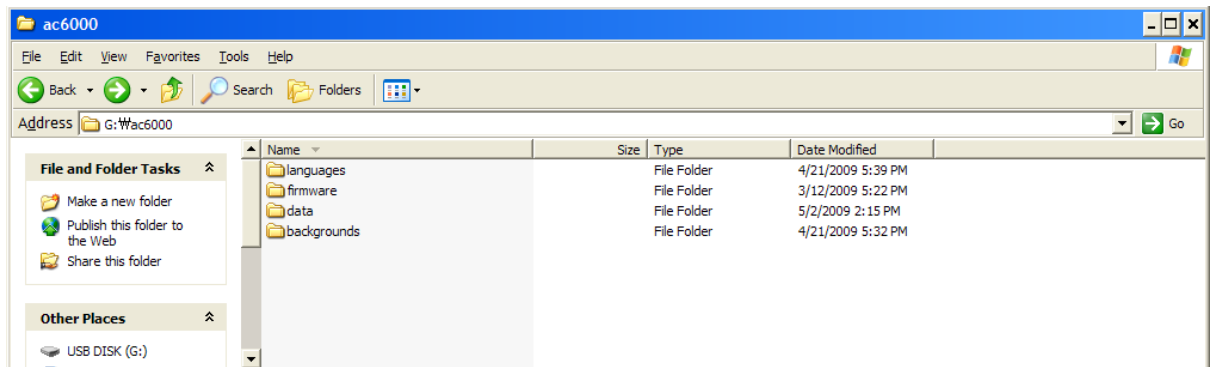 ac6000
File Edit View Favorites Tools Help
Back Search Folders
Address G:₩ac6000 Go
Name Size Type Date Modified
File and Folder Tasks
Make a new folder
Publish this folder to
the Web
Share this folder
Other Places
USB DISK (G:)
languages File Folder 4/21/2009 5:39 PM
firmware File Folder 3/12/2009 5:22 PM
data File Folder 5/2/2009 2:15 PM
backgrounds File Folder 4/21/2009 5:32 PM